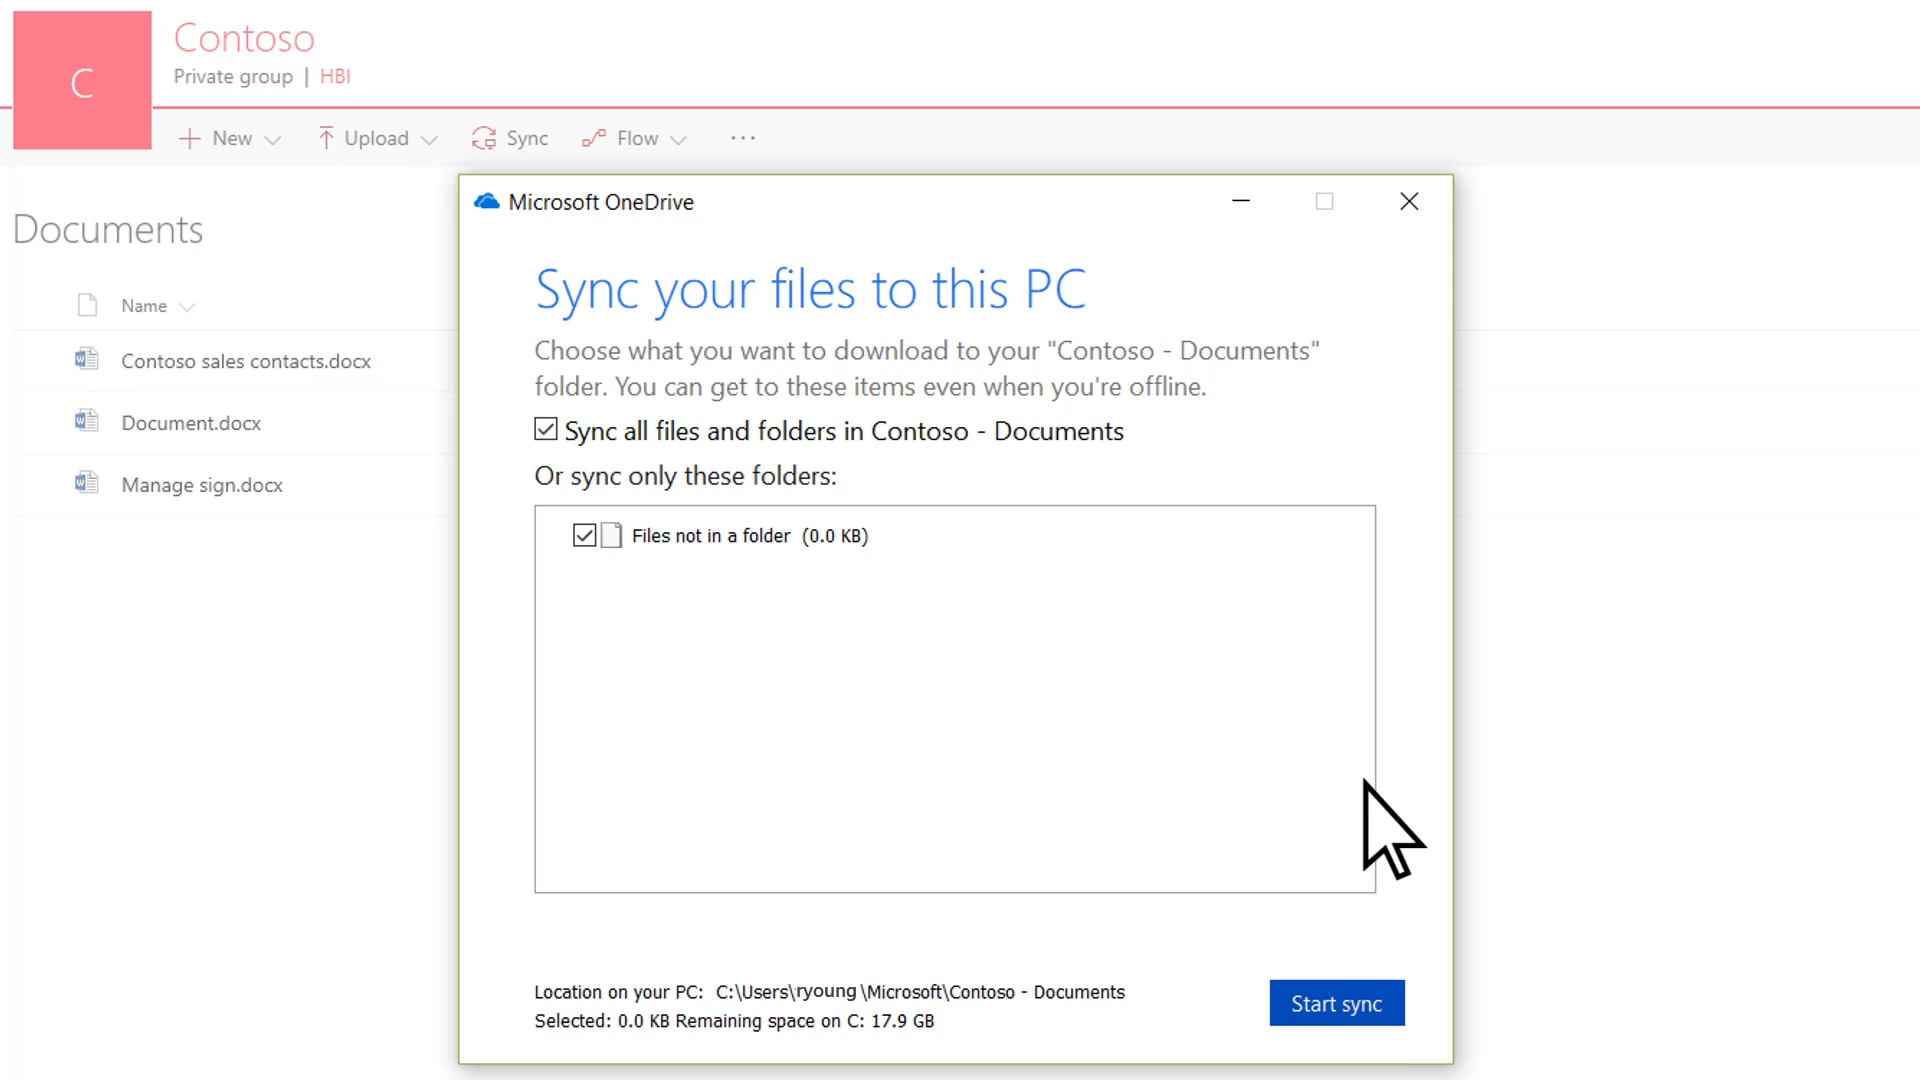 C
Contoso
Private group | HBI
New
Upload
Sync
Flow
...
Documents
Name
Contoso sales contacts.docx
Document.docx
Manage sign.docx
Microsoft OneDrive
Sync your files to this PC
Choose what you want to download to your "Contoso - Documents"
folder. You can get to these items even when you're offline.
Sync all files and folders in Contoso - Documents
Or sync only these folders:
Files not in a folder (0.0 KB)
Location on your PC: C:\Users\ryoung\Microsoft\Contoso - Documents
Selected: 0.0 KB Remaining space on C: 17.9 GB
Start sync